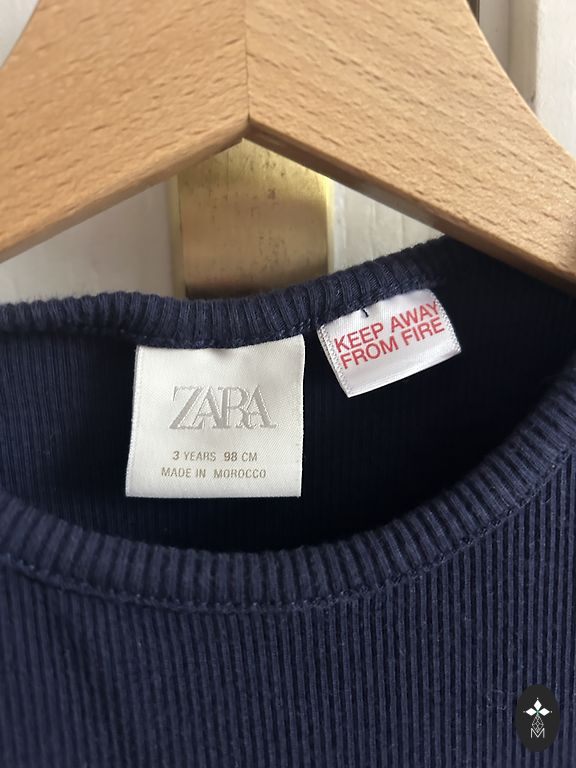 ZARA
3 YEARS 98 CM
MADE IN MOROCCO
KEEP AWAY
FROM FIRE
M